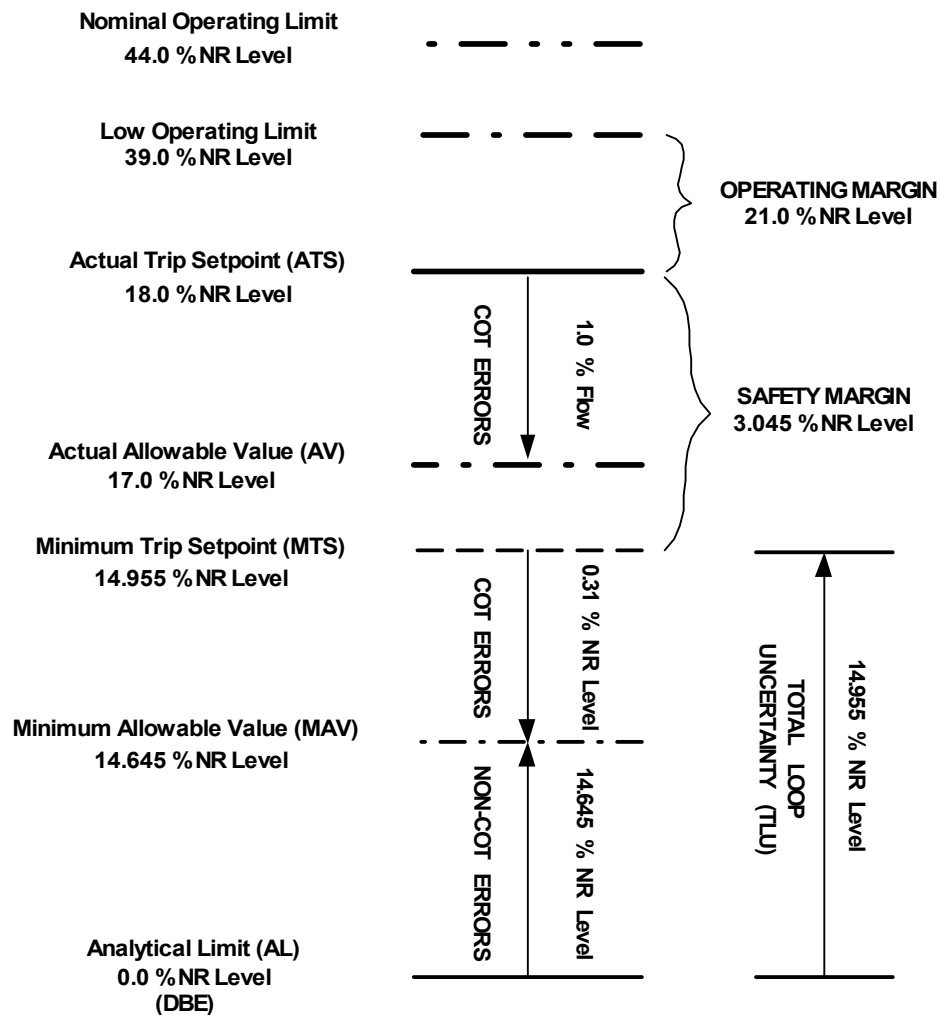 Nominal Operating Limit
44.0 % NR Level
Low Operating Limit
39.0 % NR Level
OPERATING MARGIN
21.0 % NR Level
Actual Trip Setpoint (ATS)
18.0 % NR Level
COT ERRORS
1.0 % Flow
SAFETY MARGIN
3.045 % NR Level
Actual Allowable Value (AV)
17.0 % NR Level
Minimum Trip Setpoint (MTS)
14.955 % NR Level
COT ERRORS
0.31 % NR Level
Minimum Allowable Value (MAV)
14.645 % NR Level
NON-COT ERRORS
14.645 % NR Level
TOTAL LOOP
UNCERTAINTY (TLU)
14.955 % NR Level
Analytical Limit (AL)
0.0 % NR Level
(DBE)